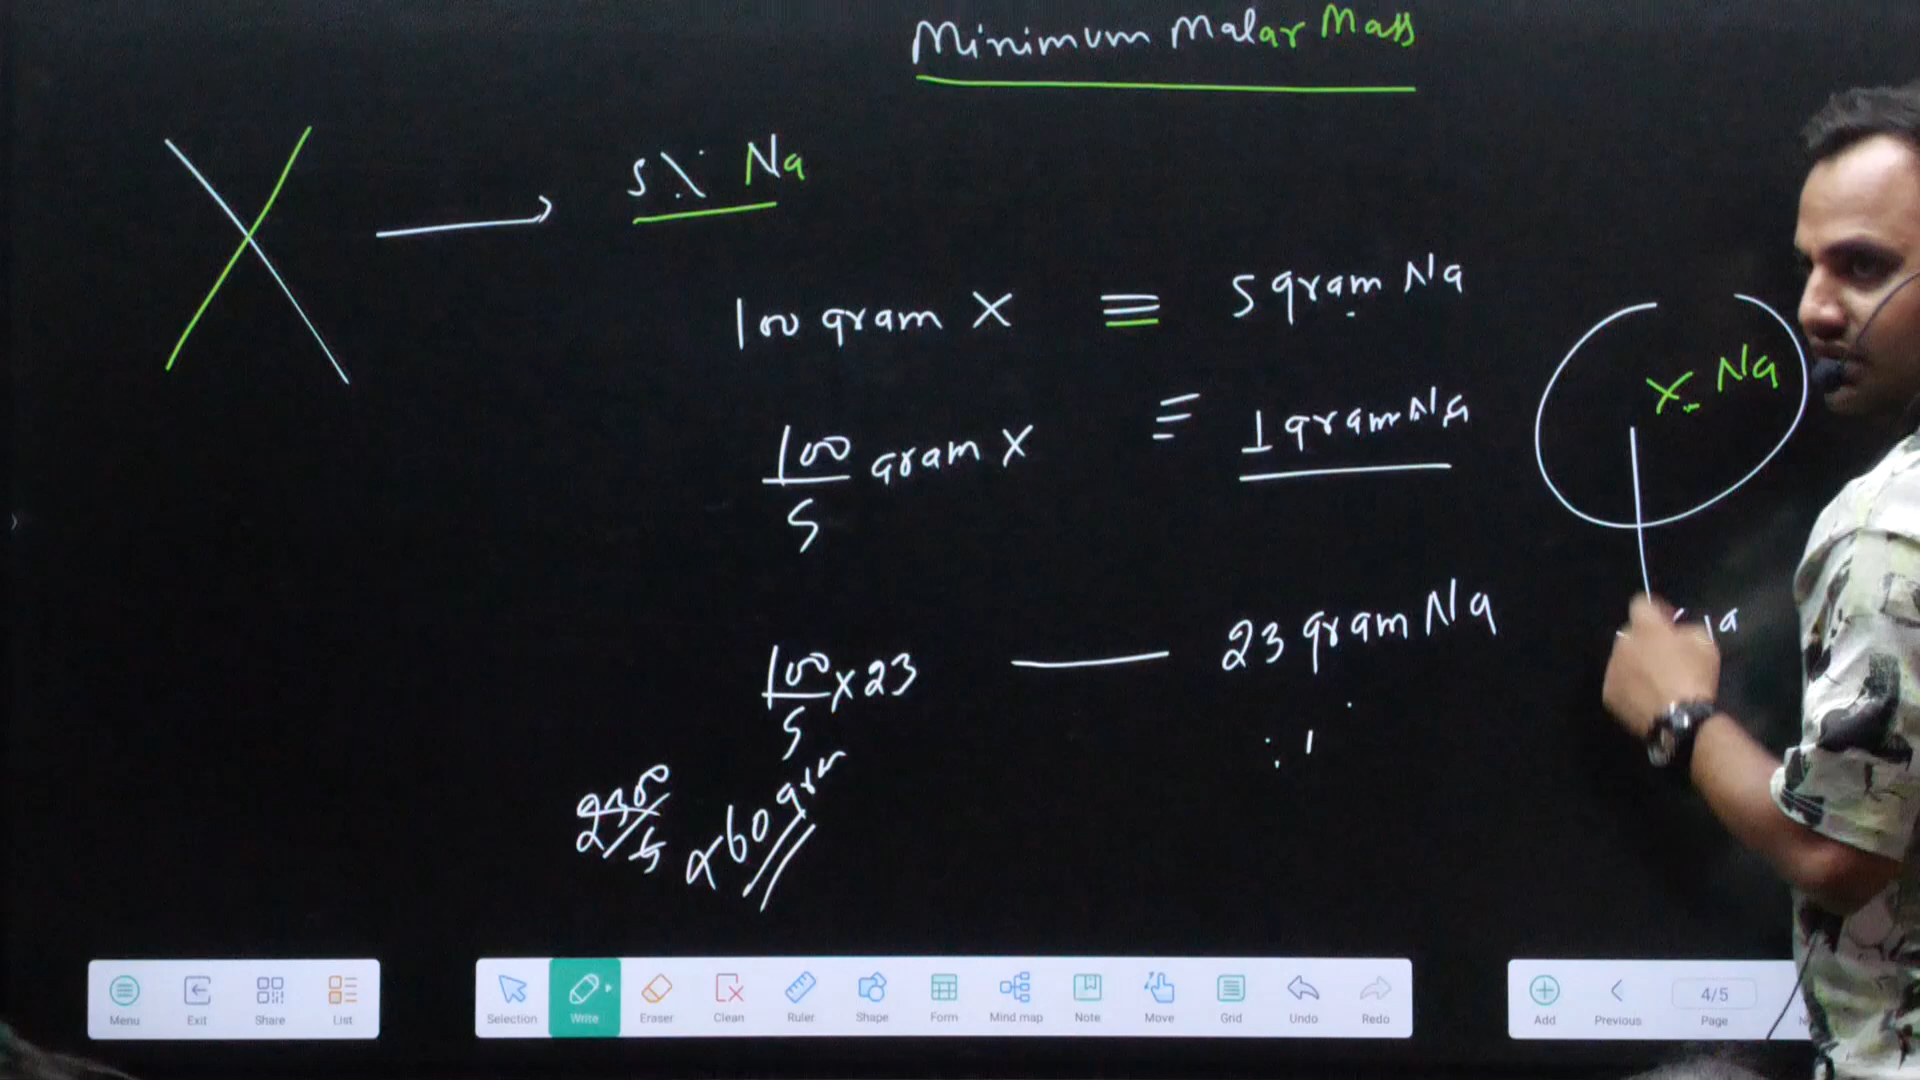 Minimum Malar Mass
5% Na
100 gram X ≡ 5 gram Na
100/5 gram X ≡ 1 gram Na
X Na
100/5 x 23 — 23 gram Na
2300/5
Menu
Exit
Share
List
Selection
Write
Eraser
Clean
Ruler
Shape
Form
Mind map
Note
Move
Grid
Undo
Redo
Add
Previous
4/5
Page